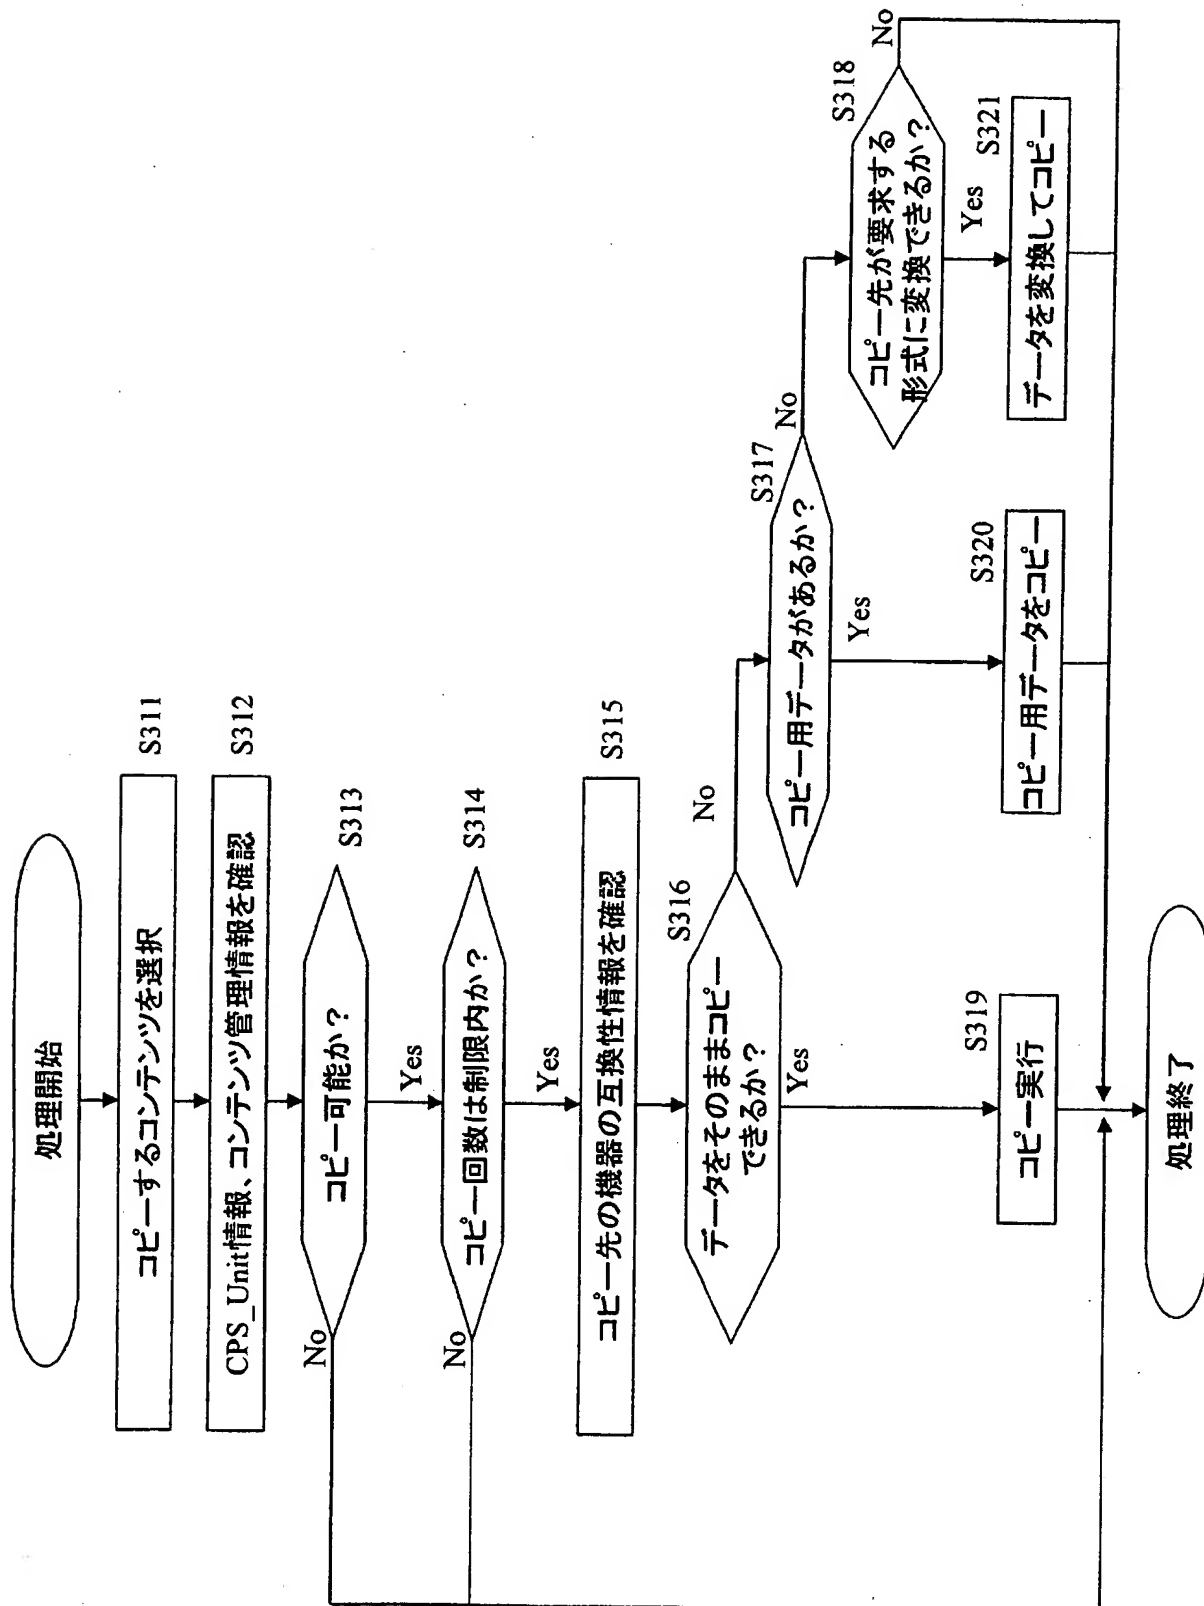 処理開始
コピーするコンテンツを選択
S311
CPS_Unit情報、コンテンツ管理情報を確認
S312
コピー可能か?
S313
No
Yes
コピー回数は制限内か?
S314
No
Yes
コピー先の機器の互換性情報を確認
S315
データをそのままコピー
できるか?
S316
No
Yes
コピー用データがあるか?
S317
No
Yes
コピー先が要求する
形式に変換できるか?
S318
No
Yes
コピー実行
S319
コピー用データをコピー
S320
データを変換してコピー
S321
処理終了